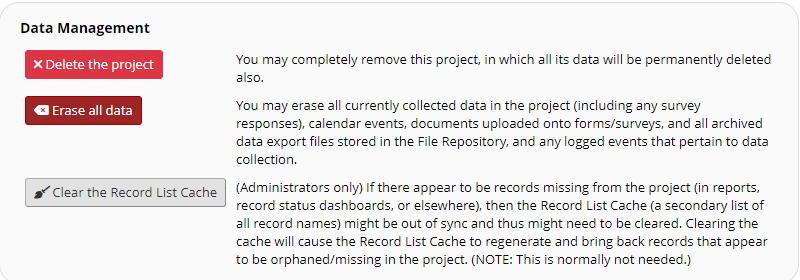 Data Management
Delete the project
You may completely remove this project, in which all its data will be permanently deleted
also.
Erase all data
You may erase all currently collected data in the project (including any survey
responses), calendar events, documents uploaded onto forms/surveys, and all archived
data export files stored in the File Repository, and any logged events that pertain to data
collection.
Clear the Record List Cache
(Administrators only) If there appear to be records missing from the project (in reports,
record status dashboards, or elsewhere), then the Record List Cache (a secondary list of
all record names) might be out of sync and thus might need to be cleared. Clearing the
cache will cause the Record List Cache to regenerate and bring back records that appear
to be orphaned/missing in the project. (NOTE: This is normally not needed.)